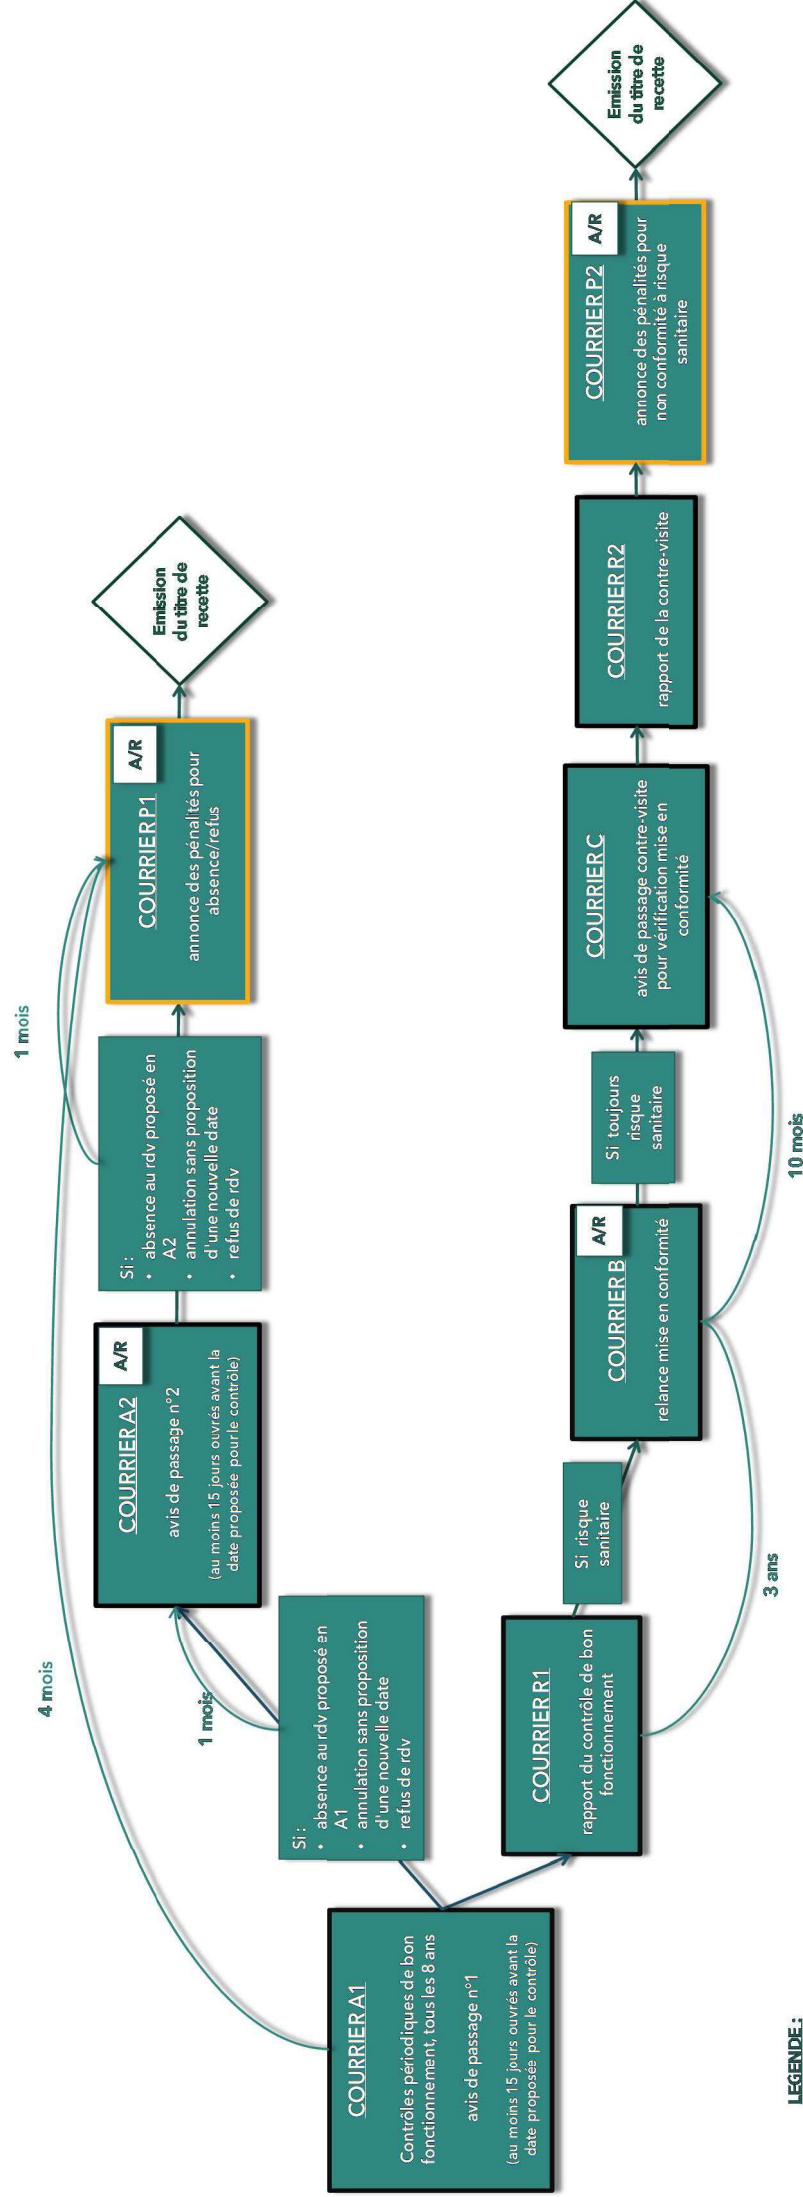 COURRIER A1
Contrôles périodiques de bon
fonctionnement, tous les 8 ans
avis de passage n°1
(au moins 15 jours ouvrés avant la
date proposée pour le contrôle)
4 mois
Si :
• absence au rdv proposé en
A1
• annulation sans proposition
d'une nouvelle date
• refus de rdv
1 mois
COURRIER A2
A/R
avis de passage n°2
(au moins 15 jours ouvrés avant la
date proposée pour le contrôle)
Si :
• absence au rdv proposé en
A2
• annulation sans proposition
d'une nouvelle date
• refus de rdv
1 mois
COURRIER P1
A/R
annonce des pénalités pour
absence/refus
Emission
du titre de
recette
COURRIER R1
rapport du contrôle de bon
fonctionnement
Si risque
sanitaire
3 ans
COURRIER B
A/R
relance mise en conformité
Si toujours
risque
sanitaire
10 mois
COURRIER C
avis de passage contre-visite
pour vérification mise en
conformité
COURRIER R2
rapport de la contre-visite
COURRIER P2
A/R
annonce des pénalités pour
non conformité à risque
sanitaire
Emission
du titre de
recette
LEGENDE :